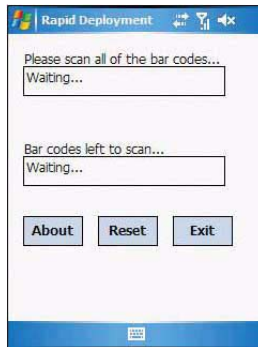 Rapid Deployment
Please scan all of the bar codes...
Waiting...
Bar codes left to scan...
Waiting...
About Reset Exit